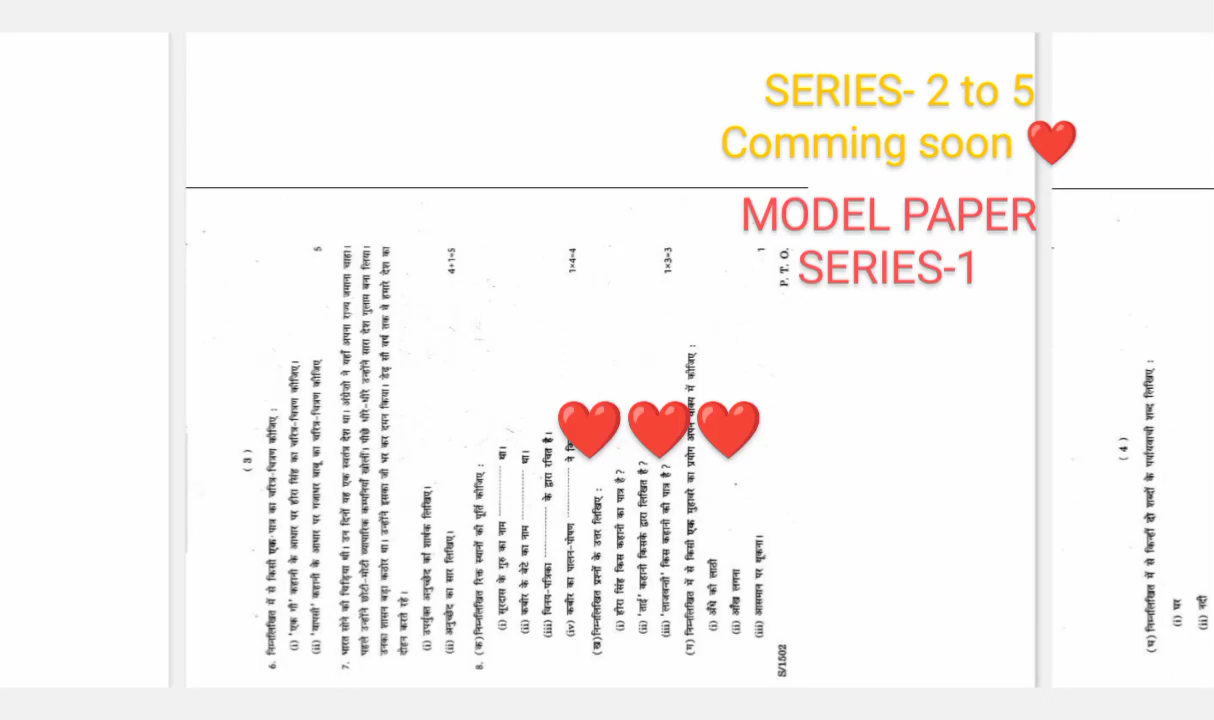 SERIES- 2 to 5
Comming soon ❤️
MODEL PAPER
SERIES-1
( 3 )
6. निम्नलिखित में से किसी एक पात्र का चरित्र-चित्रण कीजिए :
(i) 'एक गौ' कहानी के आधार पर हीरा सिंह का चरित्र-चित्रण कीजिए।
(ii) 'वापसी' कहानी के आधार पर गजाधर बाबू का चरित्र-चित्रण कीजिए 5
7. भारत सोने की चिड़िया थी। उन दिनों यह एक स्वतंत्र देश था। अंग्रेजों ने यहाँ अपना राज्य जमाना चाहा।
पहले उन्होंने छोटी-मोटी व्यापारिक कम्पनियाँ खोलीं। पीछे धीरे-धीरे उन्होंने सारा देश गुलाम बना लिया।
उनका शासन बड़ा कठोर था। उन्होंने इसका जी भर कर दमन किया। डेढ़ सौ वर्ष तक वे हमारे देश का
दोहन करते रहे।
(i) उपर्युक्त अनुच्छेद का शीर्षक लिखिए।
(ii) अनुच्छेद का सार लिखिए। 4+1=5
8. (क)निम्नलिखित रिक्त स्थानों की पूर्ति कीजिए :
(i) सूरदास के गुरु का नाम ............ था।
(ii) कबीर के बेटे का नाम ............ था।
(iii) विनय-पत्रिका ............ के द्वारा रचित है।
(iv) कबीर का पालन-पोषण ............ ने 1×4=4
(ख)निम्नलिखित प्रश्नों के उत्तर लिखिए :
(i) हीरा सिंह किस कहानी का पात्र है ?
(ii) 'ताई' कहानी किसके द्वारा लिखित है ?
(iii) 'लाजवन्ती' किस कहानी की पात्र है ? 1×3=3
(ग) निम्नलिखित में से किसी एक मुहावरे का प्रयोग अपने वाक्य में कीजिए :
(i) अंधे की लाठी
(ii) आँख लगना
(iii) आसमान पर थूकना। 1
S/1502 P. T. O.
( 4 )
(घ) निम्नलिखित में से किन्हीं दो शब्दों के पर्यायवाची शब्द लिखिए :
(i) घर
(ii) नदी